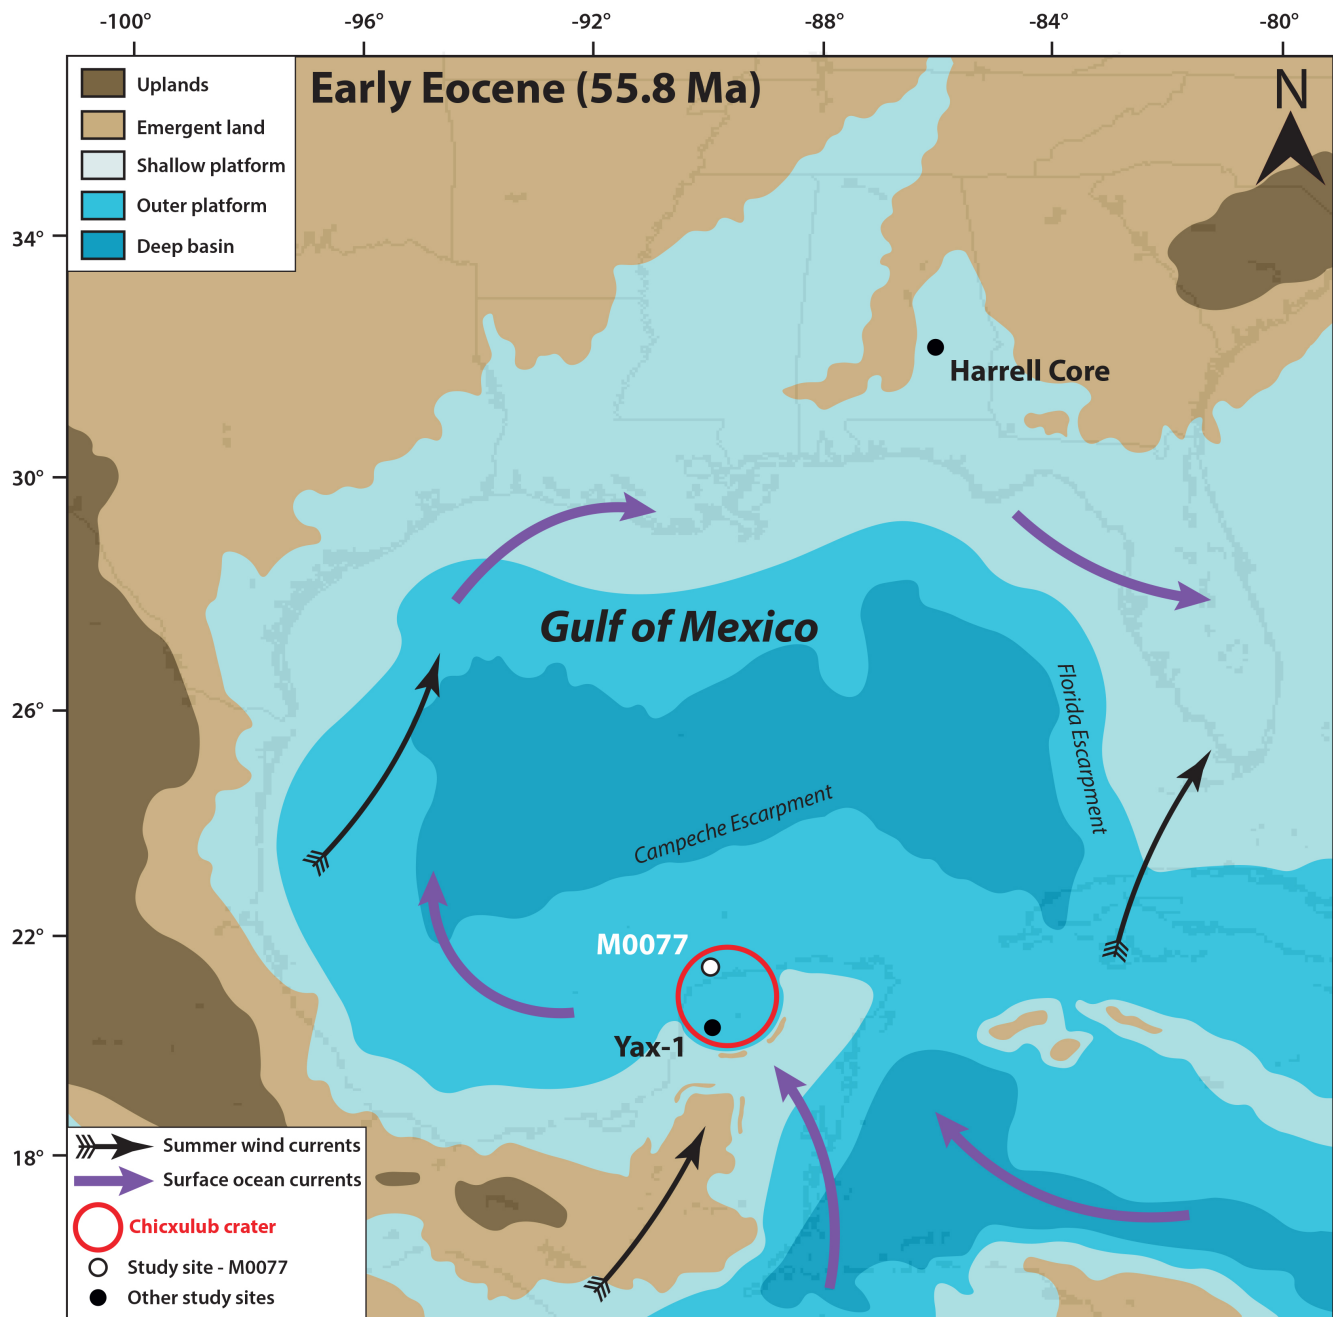 -100°
-96°
-92°
-88°
-84°
-80°
Uplands
Emergent land
Shallow platform
Outer platform
Deep basin
Early Eocene (55.8 Ma)
N
34°
Harrell Core
30°
Gulf of Mexico
Florida Escarpment
26°
Campeche Escarpment
22°
M0077
Yax-1
18°
Summer wind currents
Surface ocean currents
Chicxulub crater
Study site - M0077
Other study sites